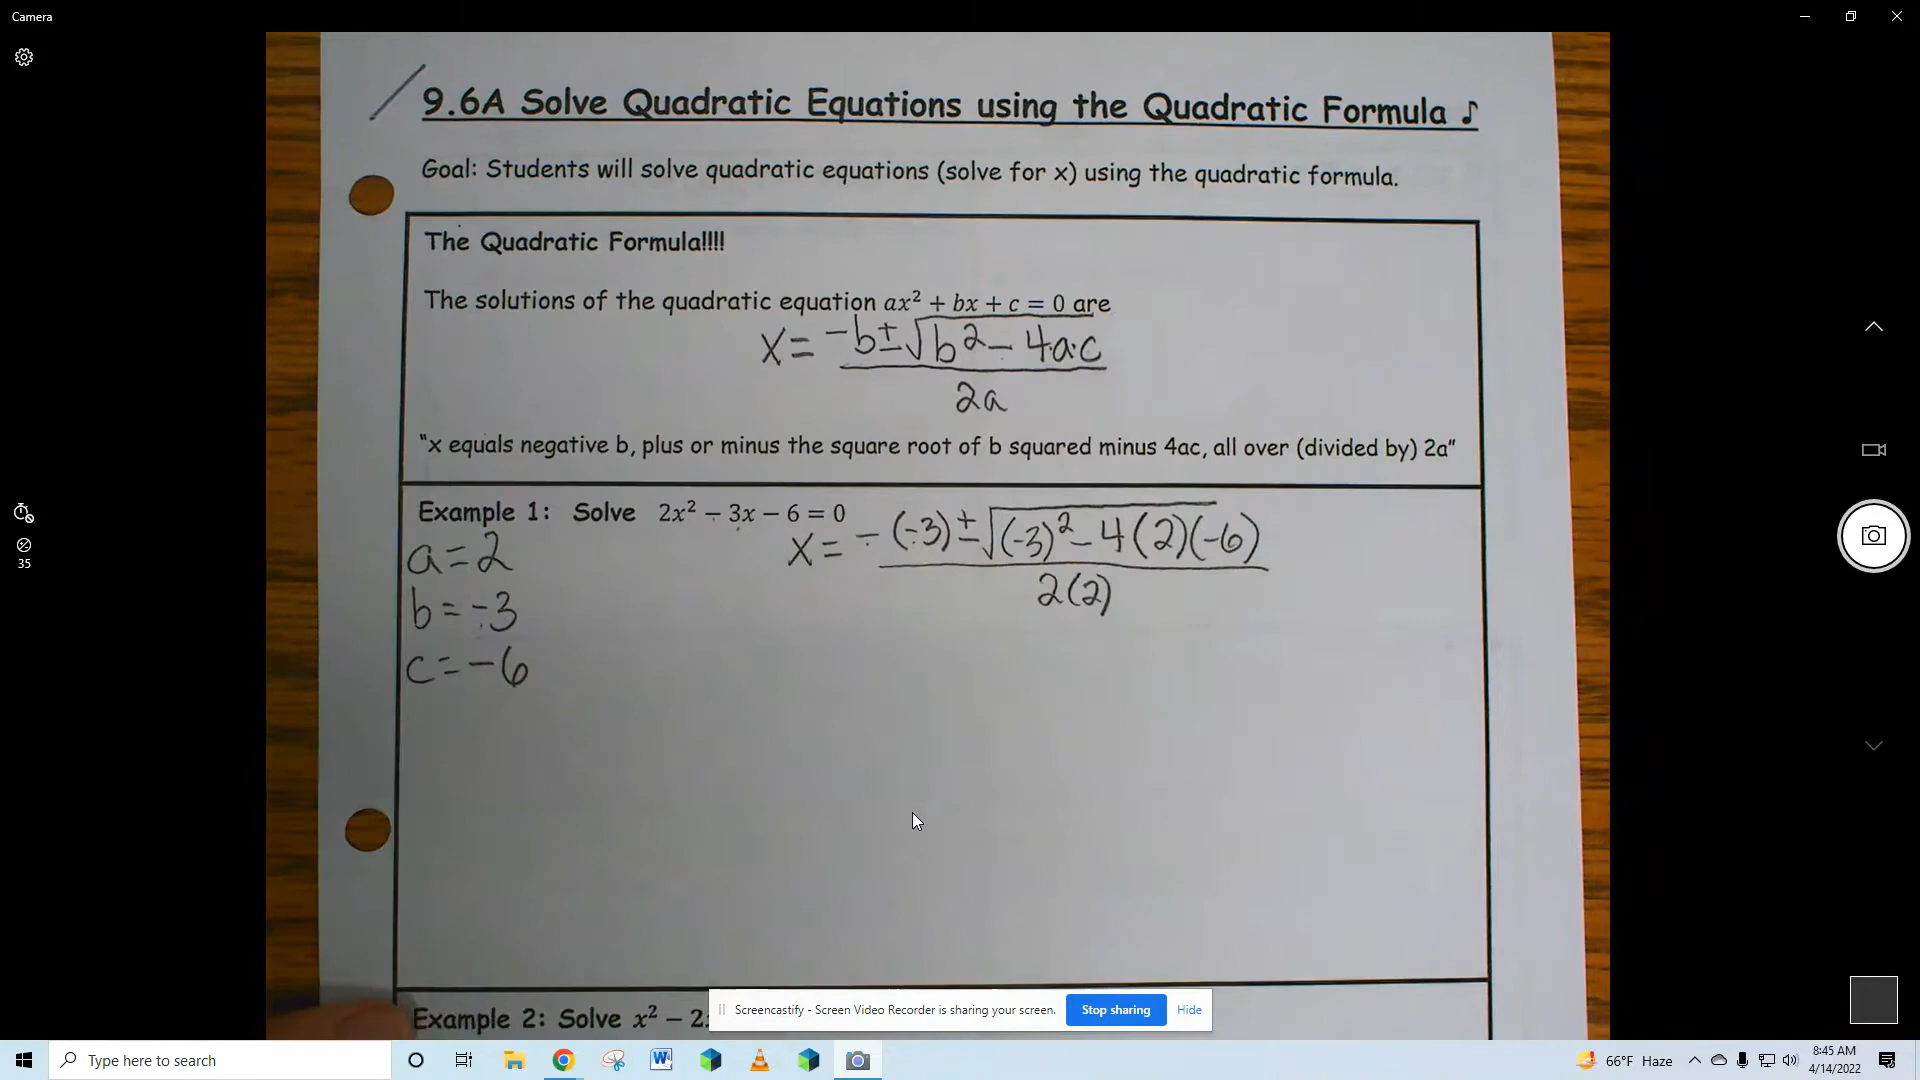 Camera
9.6A Solve Quadratic Equations using the Quadratic Formula ♪
Goal: Students will solve quadratic equations (solve for x) using the quadratic formula.
The Quadratic Formula!!!!
The solutions of the quadratic equation ax² + bx + c = 0 are
x = (-b ± √(b² - 4·a·c)) / 2a
"x equals negative b, plus or minus the square root of b squared minus 4ac, all over (divided by) 2a"
Example 1: Solve 2x² − 3x − 6 = 0
x = (-(-3) ± √((-3)² - 4(2)(-6))) / 2(2)
a = 2
b = -3
c = -6
35
Example 2: Solve x² − 2
Screencastify - Screen Video Recorder is sharing your screen.
Stop sharing
Hide
Type here to search
66°F Haze
8:45 AM
4/14/2022